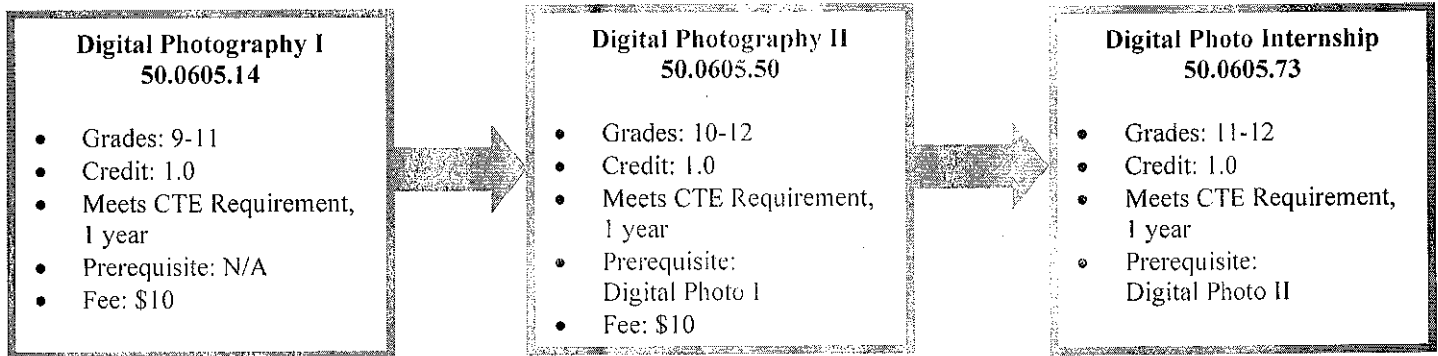 Digital Photography I
50.0605.14
• Grades: 9-11
• Credit: 1.0
• Meets CTE Requirement,
1 year
• Prerequisite: N/A
• Fee: $10
Digital Photography II
50.0605.50
• Grades: 10-12
• Credit: 1.0
• Meets CTE Requirement,
1 year
• Prerequisite:
Digital Photo I
• Fee: $10
Digital Photo Internship
50.0605.73
• Grades: 11-12
• Credit: 1.0
• Meets CTE Requirement,
1 year
• Prerequisite:
Digital Photo II